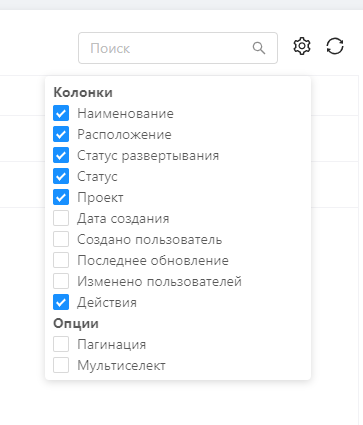 Поиск
Колонки
Наименование
Расположение
Статус развертывания
Статус
Проект
Дата создания
Создано пользователь
Последнее обновление
Изменено пользователей
Действия
Опции
Пагинация
Мультиселект